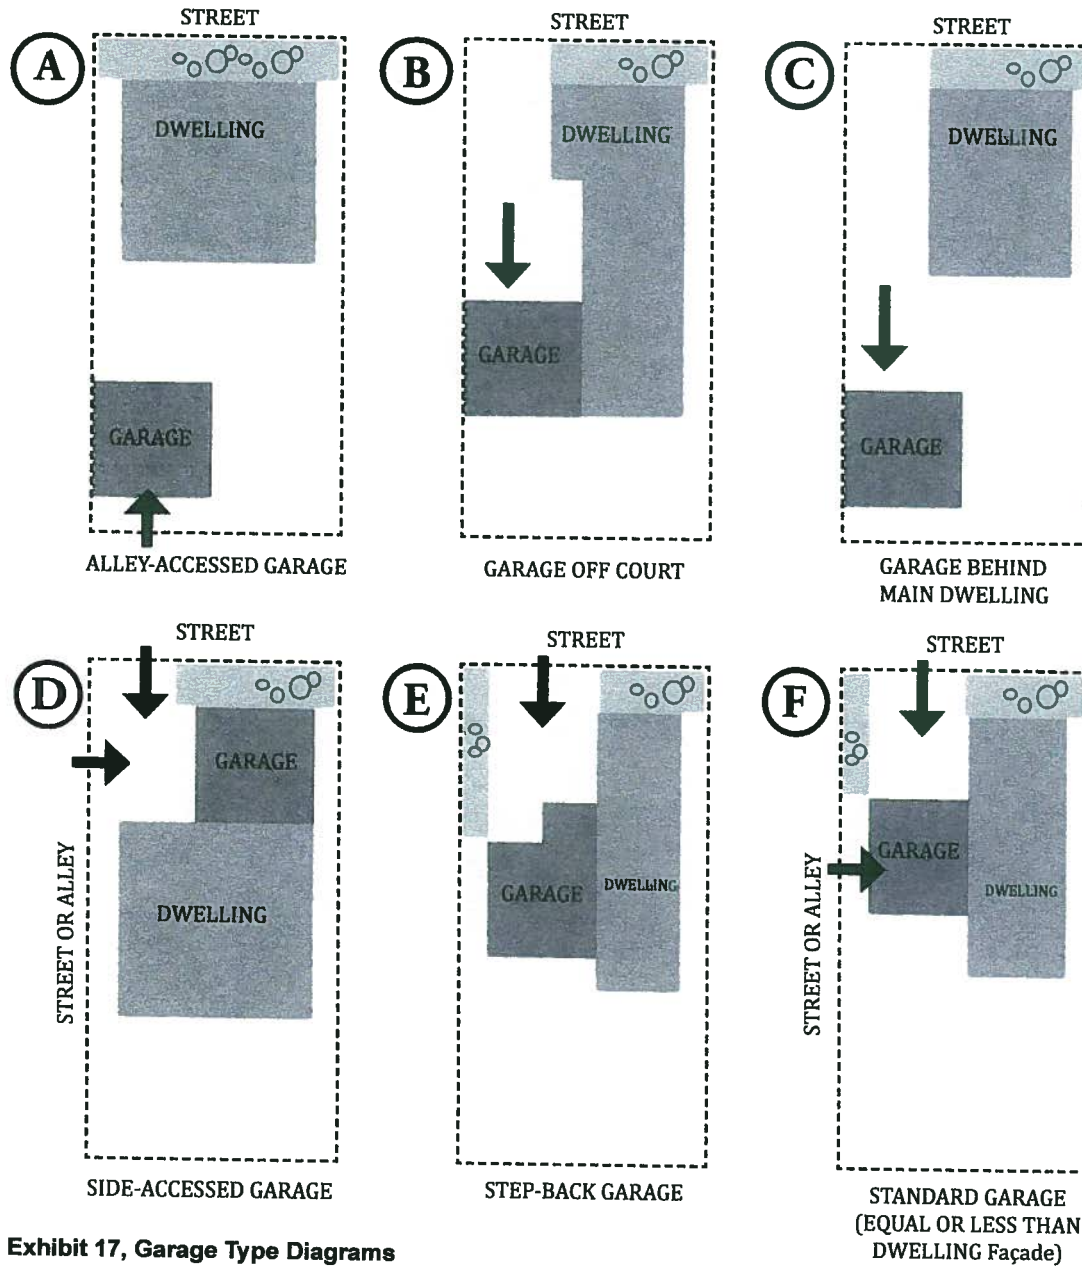 STREET
A
DWELLING
GARAGE
ALLEY-ACCESSED GARAGE
STREET
B
DWELLING
GARAGE
GARAGE OFF COURT
STREET
C
DWELLING
GARAGE
GARAGE BEHIND
MAIN DWELLING
STREET
D
GARAGE
DWELLING
STREET OR ALLEY
SIDE-ACCESSED GARAGE
STREET
E
GARAGE
DWELLING
STEP-BACK GARAGE
STREET
F
GARAGE
DWELLING
STREET OR ALLEY
STANDARD GARAGE
(EQUAL OR LESS THAN
DWELLING Façade)
Exhibit 17, Garage Type Diagrams